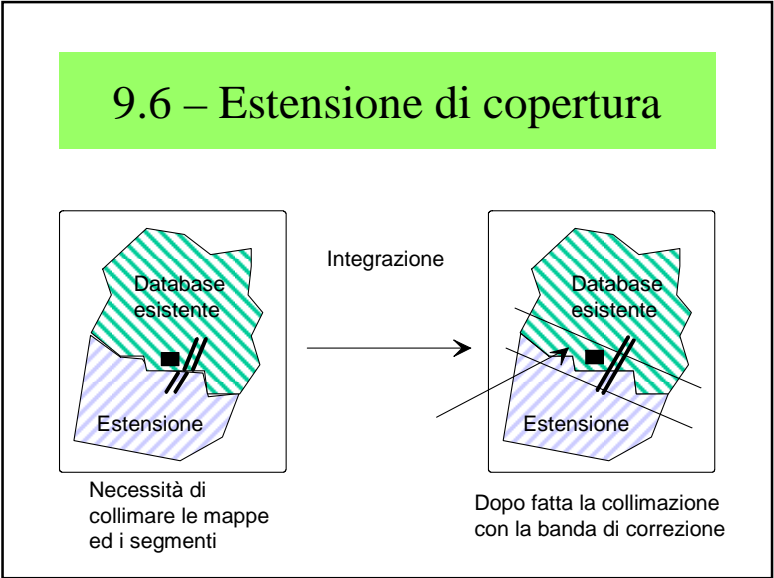 9.6 – Estensione di copertura
Database
esistente
Estensione
Integrazione
Database
esistente
Estensione
Necessità di
collimare le mappe
ed i segmenti
Dopo fatta la collimazione
con la banda di correzione